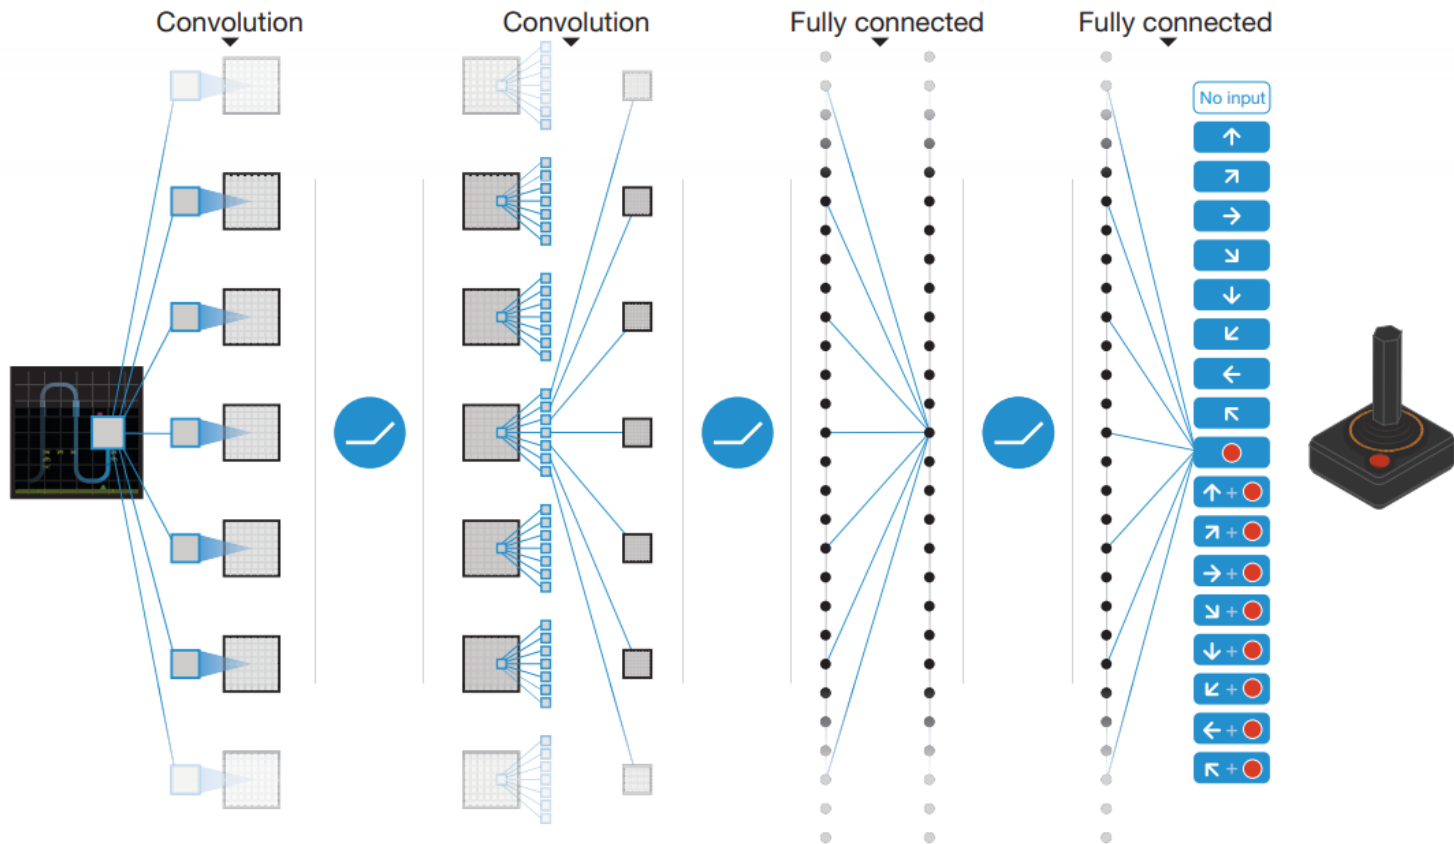 Convolution
Convolution
Fully connected
Fully connected
No input
+
+
+
+
+
+
+
+